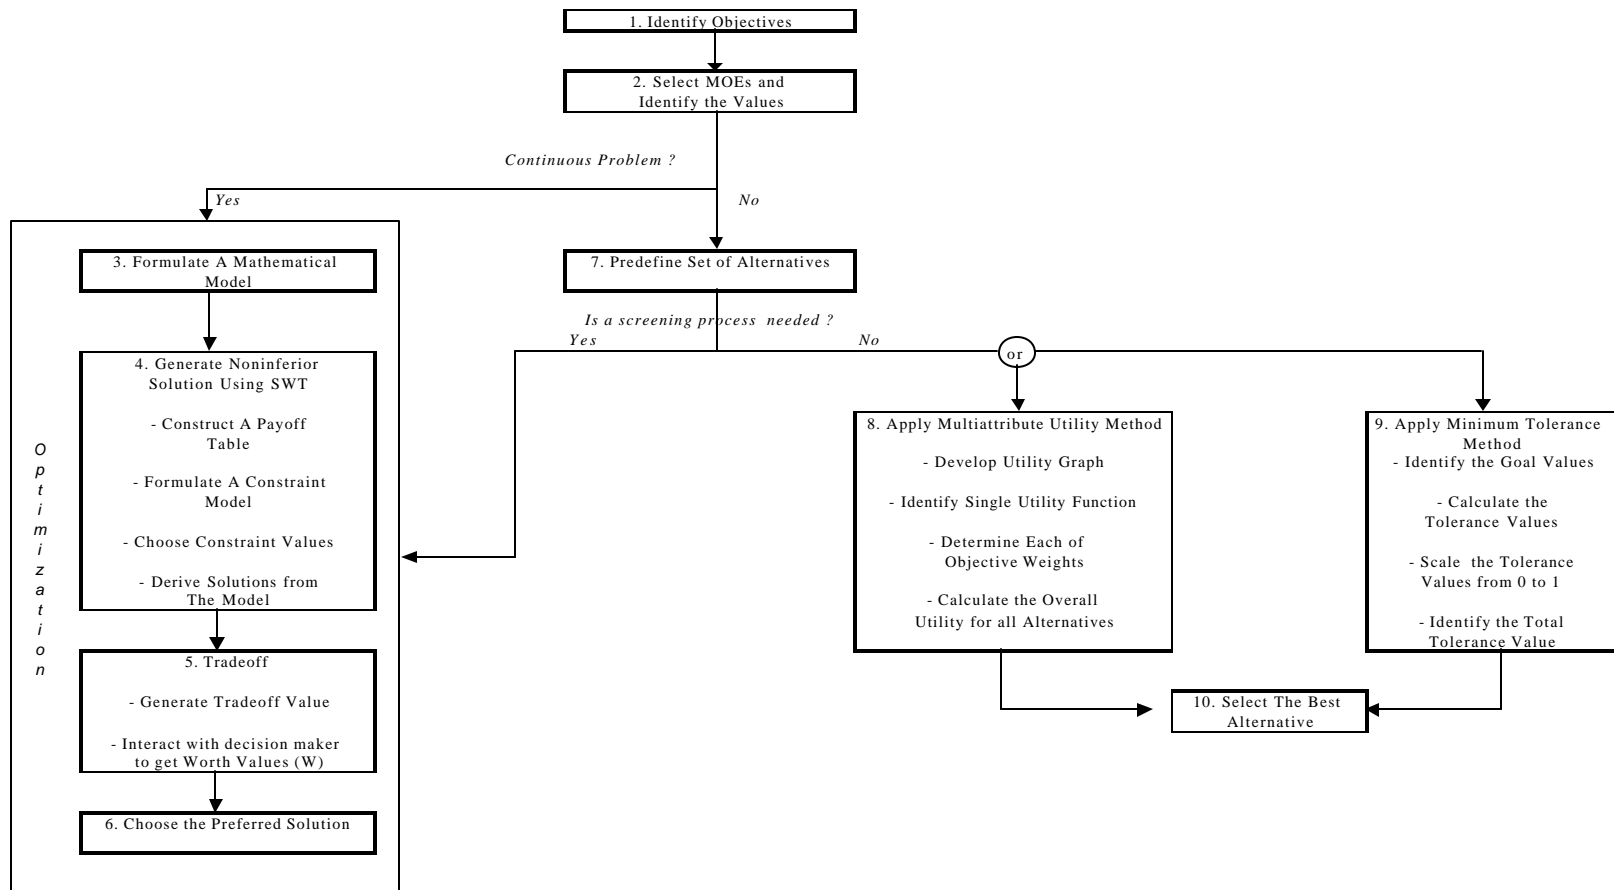 1. Identify Objectives
2. Select MOEs and
Identify the Values
Continuous Problem ?
Yes
No
3. Formulate A Mathematical
Model
7. Predefine Set of Alternatives
Is a screening process needed ?
Yes
No
or
4. Generate Noninferior
Solution Using SWT
- Construct A Payoff
Table
- Formulate A Constraint
Model
- Choose Constraint Values
- Derive Solutions from
The Model
Optimization
5. Tradeoff
- Generate Tradeoff Value
- Interact with decision maker
to get Worth Values (W)
6. Choose the Preferred Solution
8. Apply Multiattribute Utility Method
- Develop Utility Graph
- Identify Single Utility Function
- Determine Each of
Objective Weights
- Calculate the Overall
Utility for all Alternatives
9. Apply Minimum Tolerance
Method
- Identify the Goal Values
- Calculate the
Tolerance Values
- Scale the Tolerance
Values from 0 to 1
- Identify the Total
Tolerance Value
10. Select The Best
Alternative